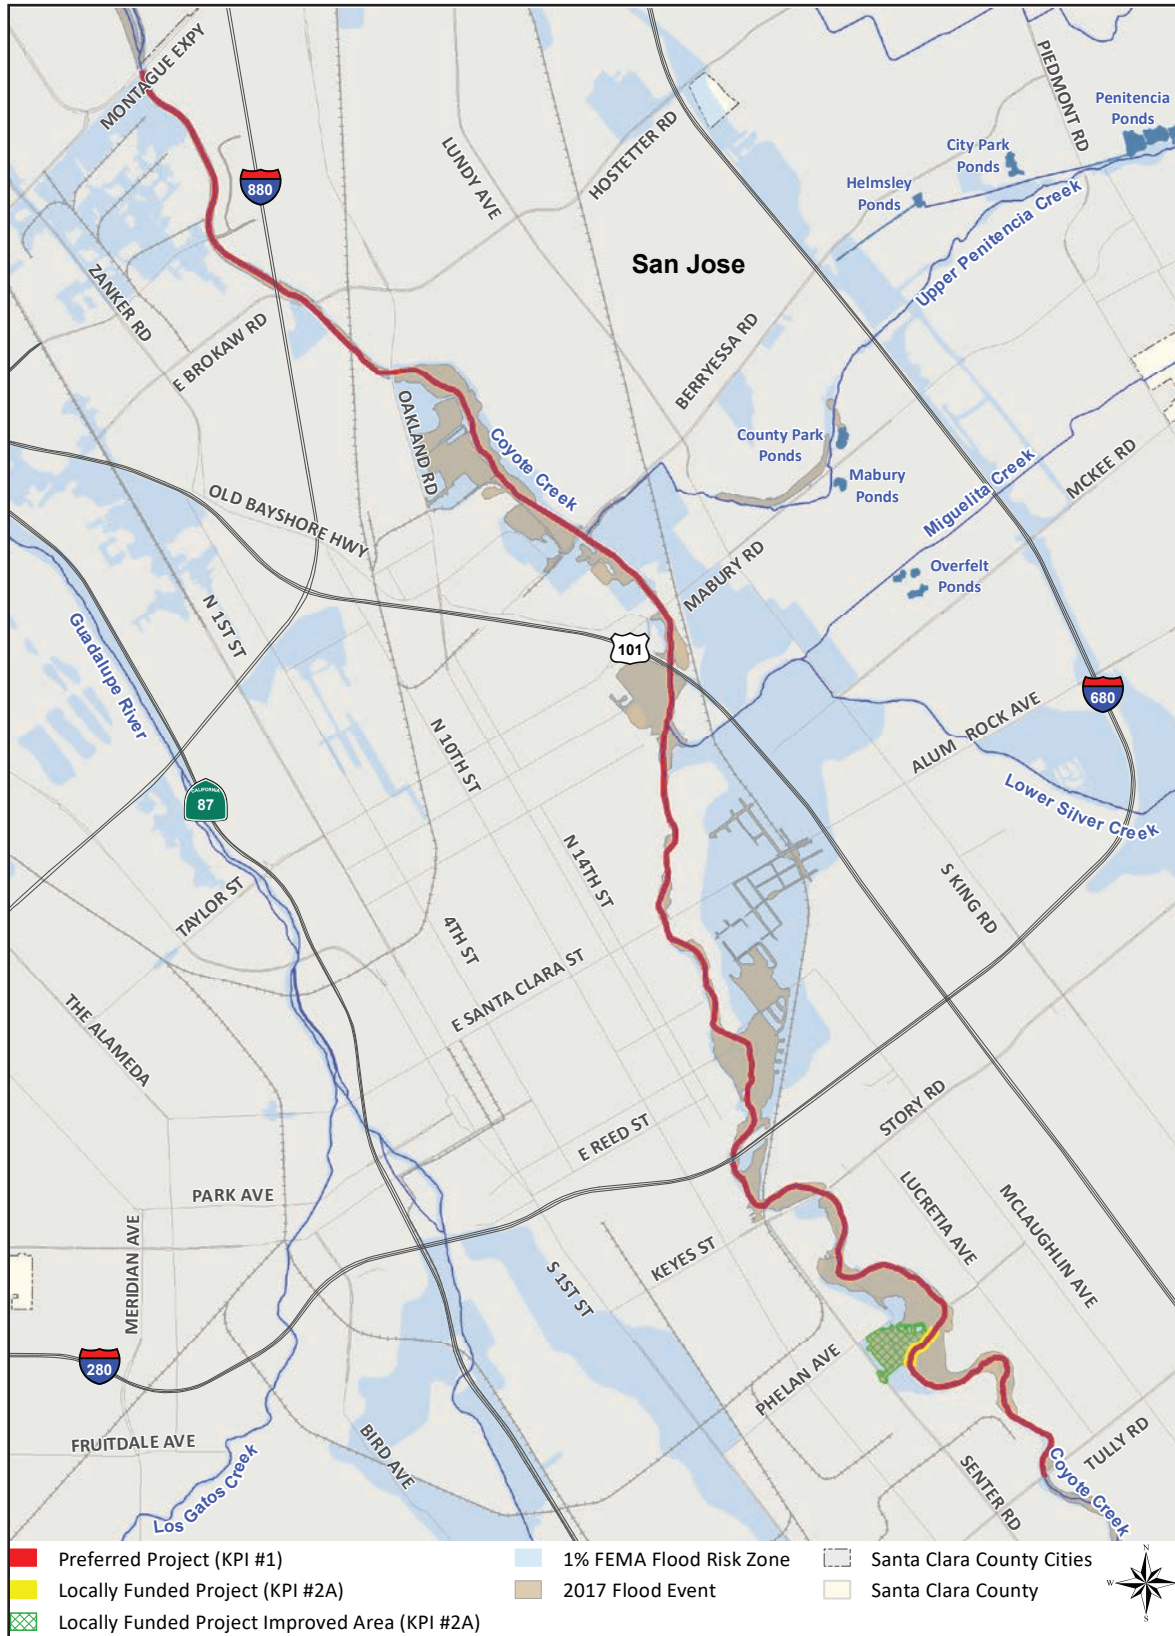 MONTAGUE EXPY
PIEDMONT RD
Penitencia
Ponds
City Park
Ponds
Helmsley
Ponds
LUNDY AVE
HOSTETTER RD
880
Upper Penitencia Creek
San Jose
ZANKER RD
E BROKAW RD
BERRYESSA RD
OAKLAND RD
Coyote Creek
County Park
Ponds
Mabury
Ponds
MCKEE RD
Miguelita Creek
OLD BAYSHORE HWY
MABURY RD
Overfelt
Ponds
N 1ST ST
Guadalupe River
101
680
ALUM ROCK AVE
N 10TH ST
CALIFORNIA
87
Lower Silver Creek
N 14TH ST
S KING RD
TAYLOR ST
4TH ST
E SANTA CLARA ST
THE ALAMEDA
STORY RD
E REED ST
PARK AVE
LUCRETIA AVE
MCLAUGHLIN AVE
MERIDIAN AVE
KEYES ST
S 1ST ST
280
PHELAN AVE
FRUITDALE AVE
BIRD AVE
TULLY RD
SENTER RD
Coyote Creek
Los Gatos Creek
Preferred Project (KPI #1)
Locally Funded Project (KPI #2A)
Locally Funded Project Improved Area (KPI #2A)
1% FEMA Flood Risk Zone
2017 Flood Event
Santa Clara County Cities
Santa Clara County
N
W
E
S